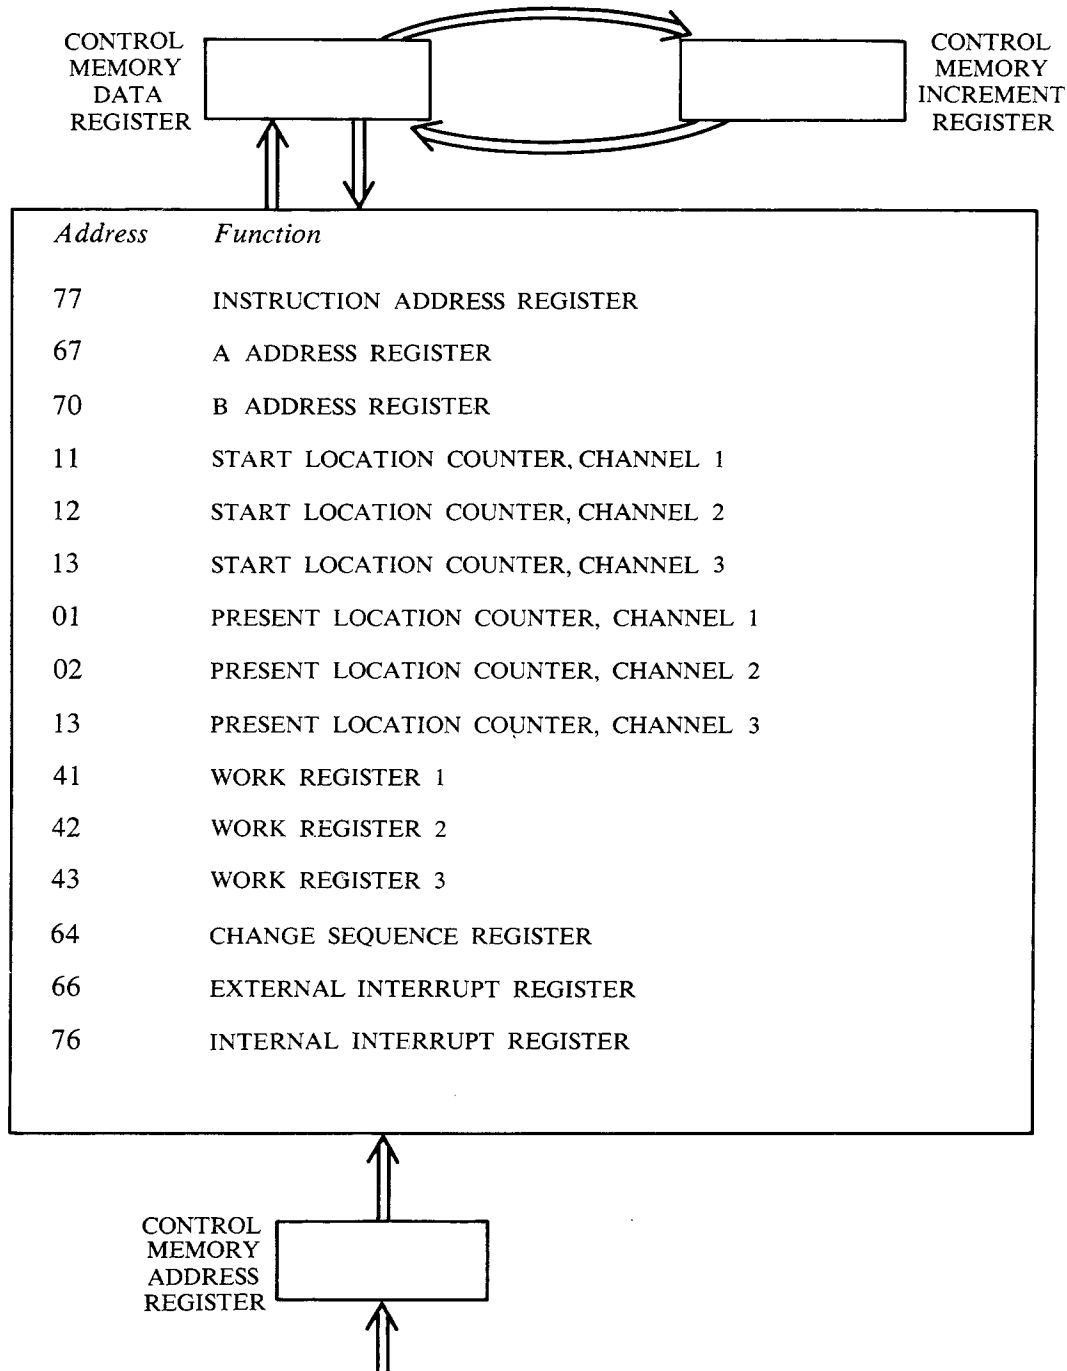 CONTROL
MEMORY
DATA
REGISTER
CONTROL
MEMORY
INCREMENT
REGISTER
Address Function
77 INSTRUCTION ADDRESS REGISTER
67 A ADDRESS REGISTER
70 B ADDRESS REGISTER
11 START LOCATION COUNTER, CHANNEL 1
12 START LOCATION COUNTER, CHANNEL 2
13 START LOCATION COUNTER, CHANNEL 3
01 PRESENT LOCATION COUNTER, CHANNEL 1
02 PRESENT LOCATION COUNTER, CHANNEL 2
13 PRESENT LOCATION COUNTER, CHANNEL 3
41 WORK REGISTER 1
42 WORK REGISTER 2
43 WORK REGISTER 3
64 CHANGE SEQUENCE REGISTER
66 EXTERNAL INTERRUPT REGISTER
76 INTERNAL INTERRUPT REGISTER
CONTROL
MEMORY
ADDRESS
REGISTER